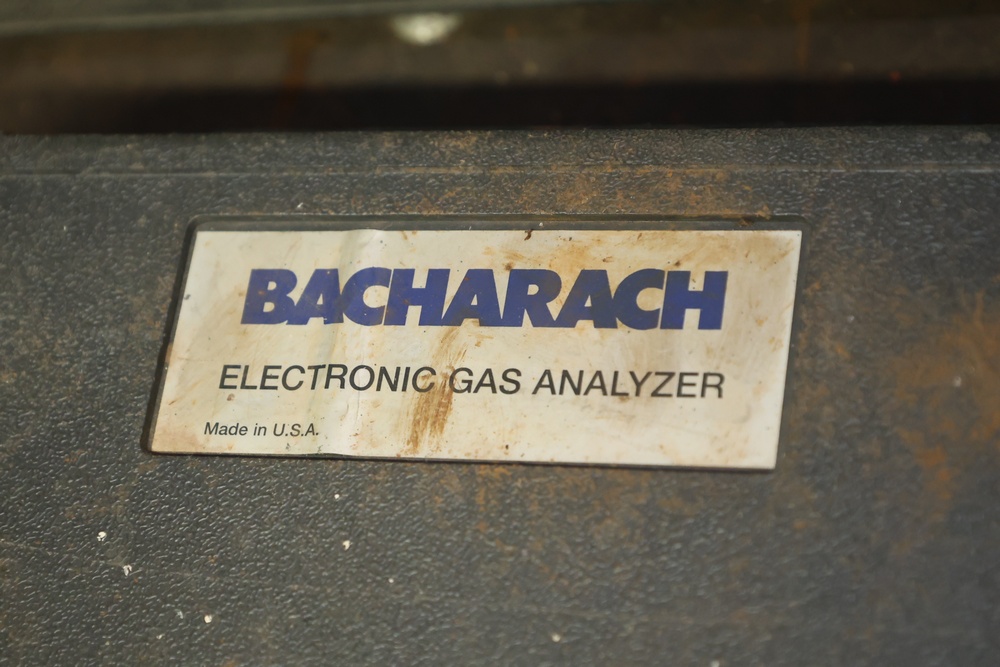 BACHARACH
ELECTRONIC GAS ANALYZER
Made in U.S.A.